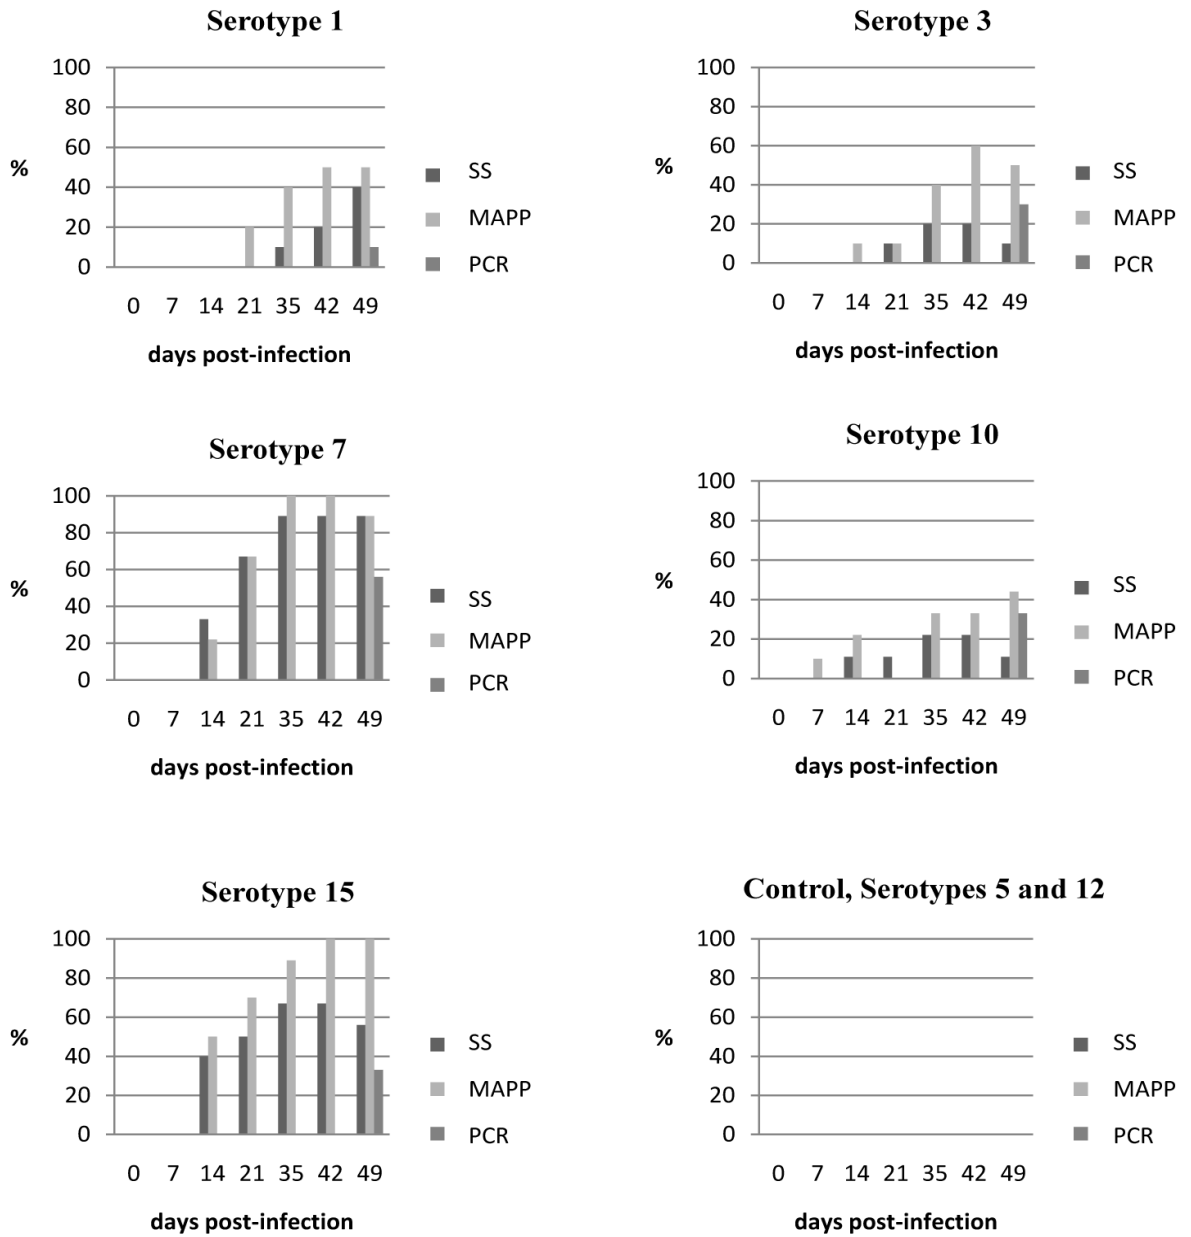 Serotype 1
100
80
60
40
20
0
%
0 7 14 21 35 42 49
days post-infection
SS
MAPP
PCR
Serotype 3
100
80
60
40
20
0
%
0 7 14 21 35 42 49
days post-infection
SS
MAPP
PCR
Serotype 7
100
80
60
40
20
0
%
0 7 14 21 35 42 49
days post-infection
SS
MAPP
PCR
Serotype 10
100
80
60
40
20
0
%
0 7 14 21 35 42 49
days post-infection
SS
MAPP
PCR
Serotype 15
100
80
60
40
20
0
%
0 7 14 21 35 42 49
days post-infection
SS
MAPP
PCR
Control, Serotypes 5 and 12
100
80
60
40
20
0
%
0 7 14 21 35 42 49
days post-infection
SS
MAPP
PCR